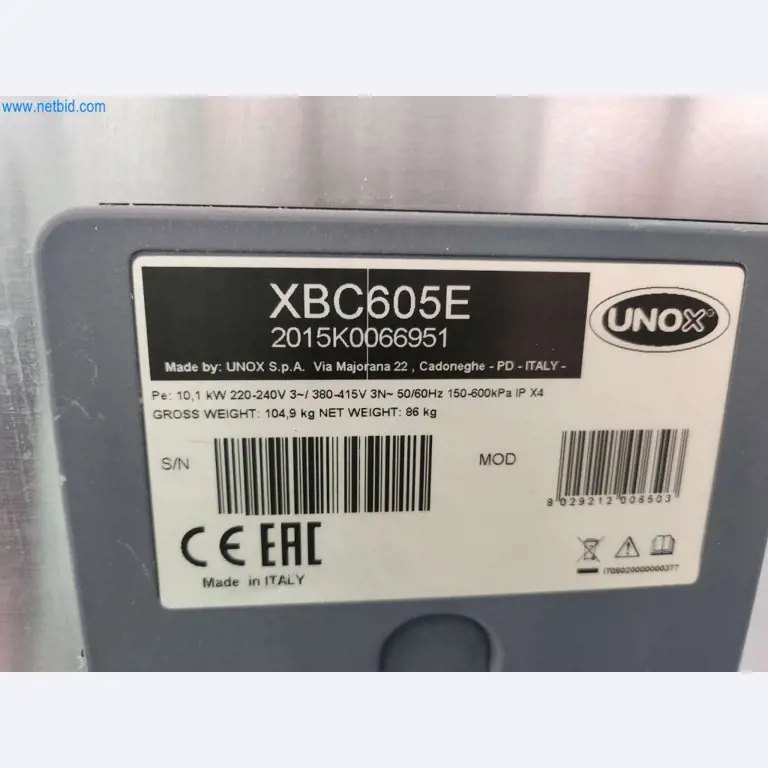 www.netbid.com
XBC605E
2015K0066951
Made by: UNOX S.p.A. Via Majorana 22 , Cadoneghe - PD - ITALY -
UNOX®
Pe: 10,1 kW 220-240V 3~/ 380-415V 3N~ 50/60Hz 150-600kPa IP X4
GROSS WEIGHT: 104,9 kg NET WEIGHT: 86 kg
S/N
MOD
8 029212 006503
CE EAC
Made in ITALY
IT08020000000377